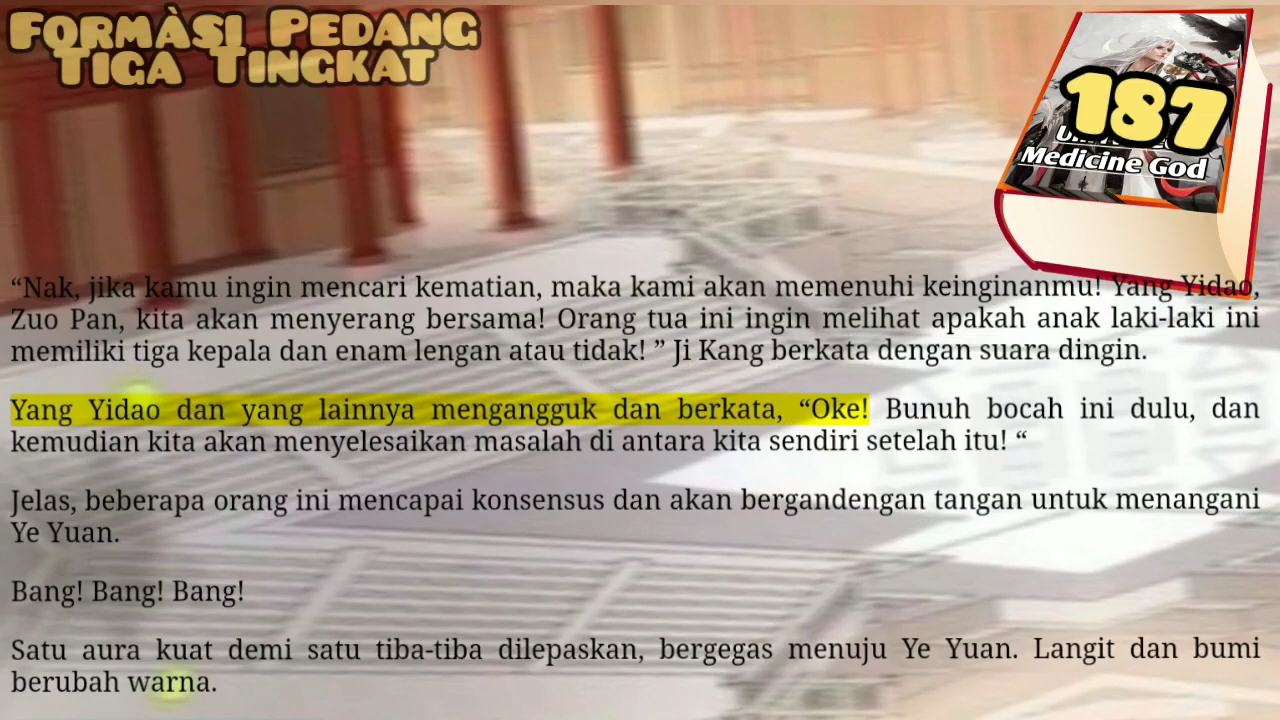 FORMÀSI PEDANG
TIGA TINGKAT
187
Medicine God
“Nak, jika kamu ingin mencari kematian, maka kami akan memenuhi keinginanmu! Yang Yidao,
Zuo Pan, kita akan menyerang bersama! Orang tua ini ingin melihat apakah anak laki-laki ini
memiliki tiga kepala dan enam lengan atau tidak! ” Ji Kang berkata dengan suara dingin.
Yang Yidao dan yang lainnya mengangguk dan berkata, “Oke! Bunuh bocah ini dulu, dan
kemudian kita akan menyelesaikan masalah di antara kita sendiri setelah itu! “
Jelas, beberapa orang ini mencapai konsensus dan akan bergandengan tangan untuk menangani
Ye Yuan.
Bang! Bang! Bang!
Satu aura kuat demi satu tiba-tiba dilepaskan, bergegas menuju Ye Yuan. Langit dan bumi
berubah warna.